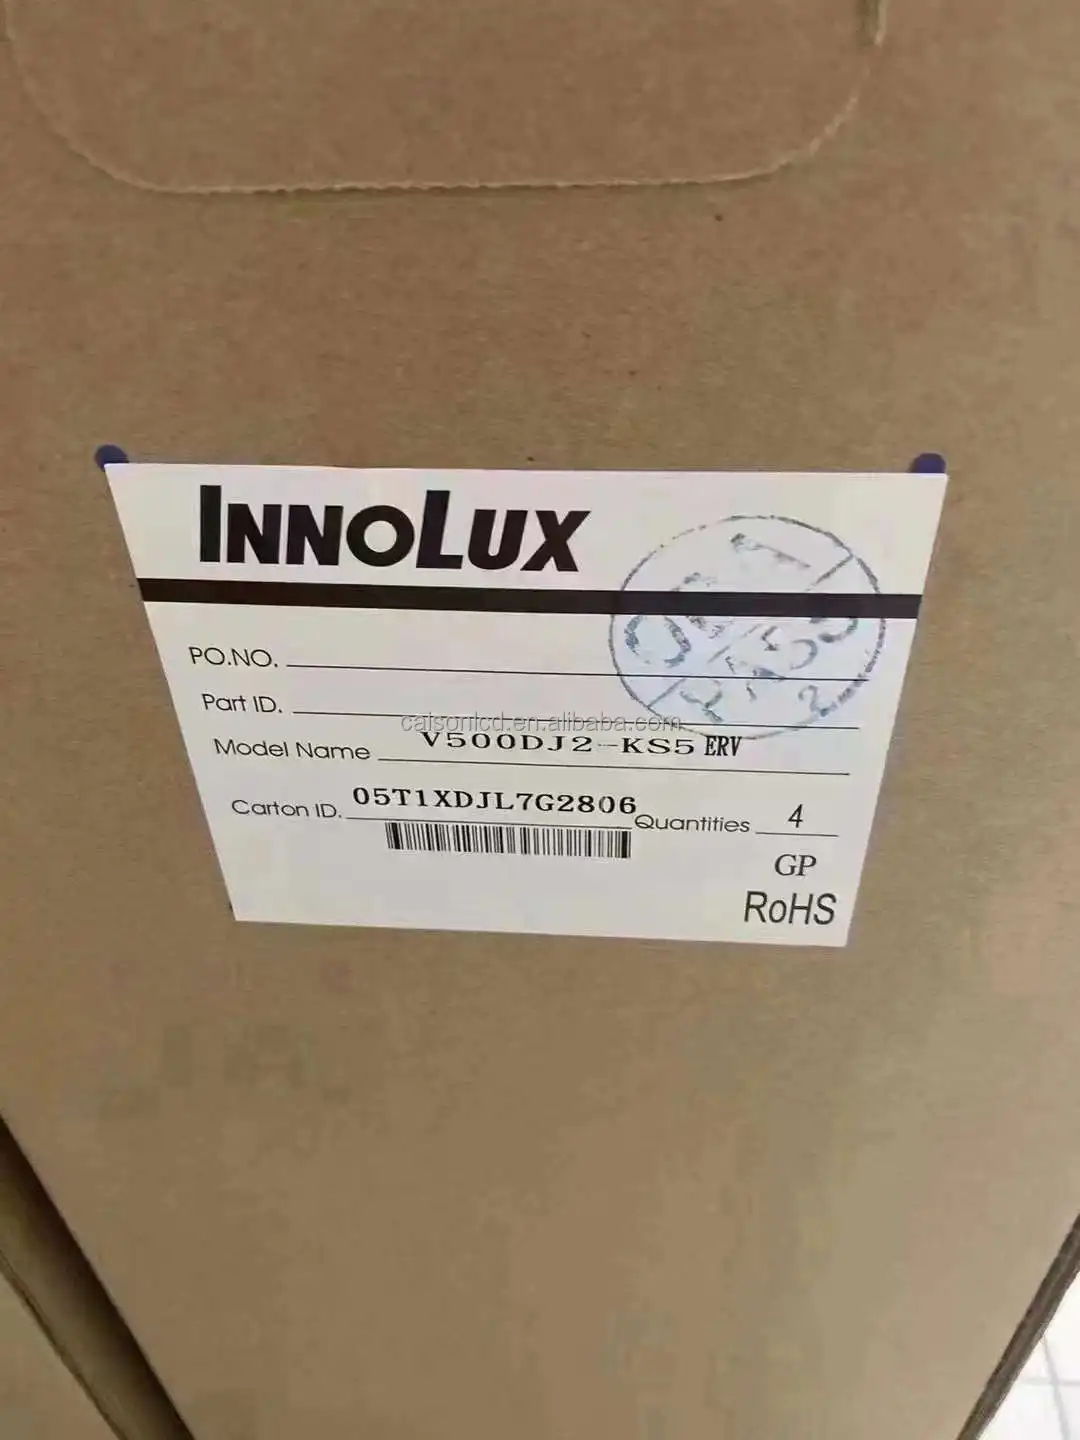 INNOLUX
PO.NO.
Part ID.
caisonlcd.en.alibaba.com
Model Name V500DJ2-KS5 ERV
Carton ID. 05T1XDJL7G2806 Quantities 4
GP
RoHS